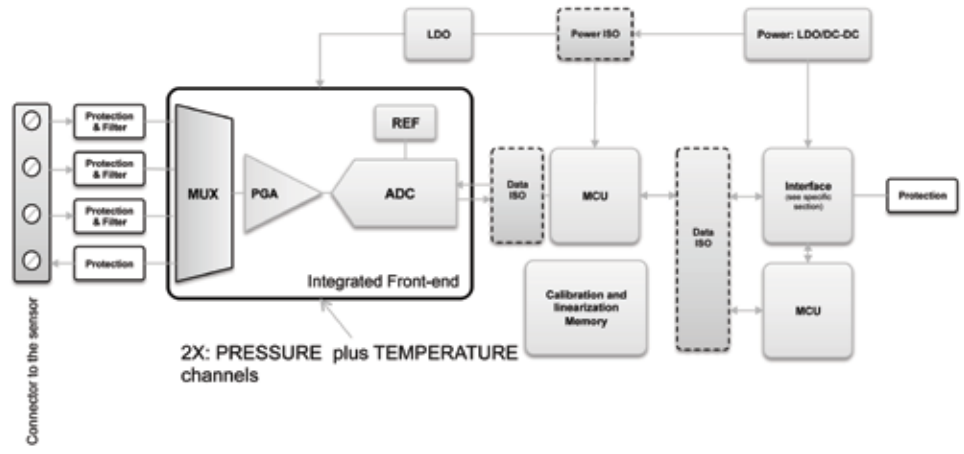 LDO
Power ISO
Power: LDO/DC-DC
Protection
& Filter
Protection
& Filter
Protection
& Filter
Protection
MUX
PGA
REF
ADC
Integrated Front-end
Data
ISO
MCU
Data
ISO
Interface
(see specific
section)
Protection
MCU
Calibration and
linearization
Memory
2X: PRESSURE plus TEMPERATURE
channels
Connector to the sensor